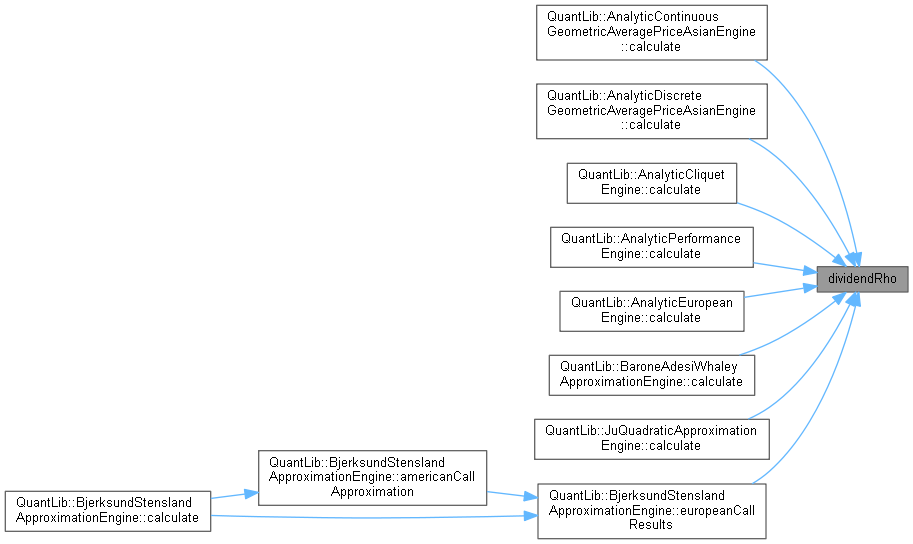 QuantLib::AnalyticContinuous
GeometricAveragePriceAsianEngine
::calculate
QuantLib::AnalyticDiscrete
GeometricAveragePriceAsianEngine
::calculate
QuantLib::AnalyticCliquet
Engine::calculate
QuantLib::AnalyticPerformance
Engine::calculate
dividendRho
QuantLib::AnalyticEuropean
Engine::calculate
QuantLib::BaroneAdesiWhaley
ApproximationEngine::calculate
QuantLib::JuQuadraticApproximation
Engine::calculate
QuantLib::BjerksundStensland
ApproximationEngine::americanCall
Approximation
QuantLib::BjerksundStensland
ApproximationEngine::calculate
QuantLib::BjerksundStensland
ApproximationEngine::europeanCall
Results